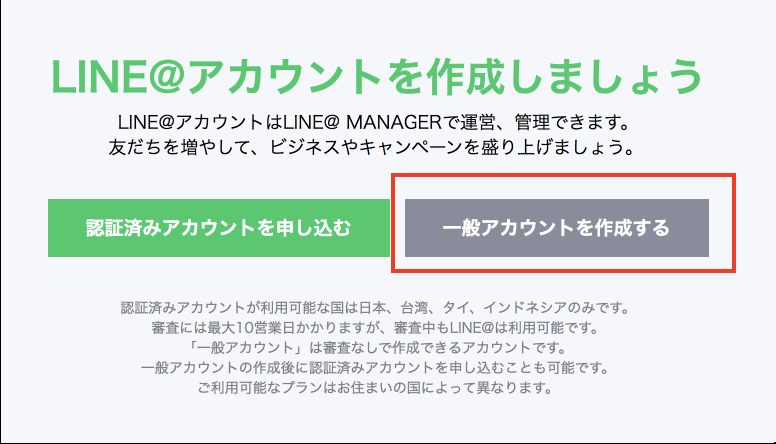 LINE@アカウントを作成しましょう
LINE@アカウントはLINE@ MANAGERで運営、管理できます。
友だちを増やして、ビジネスやキャンペーンを盛り上げましょう。
認証済みアカウントを申し込む
一般アカウントを作成する
認証済みアカウントが利用可能な国は日本、台湾、タイ、インドネシアのみです。
審査には最大10営業日かかりますが、審査中もLINE@は利用可能です。
「一般アカウント」は審査なしで作成できるアカウントです。
一般アカウントの作成後に認証済みアカウントを申し込むことも可能です。
ご利用可能なプランはお住まいの国によって異なります。